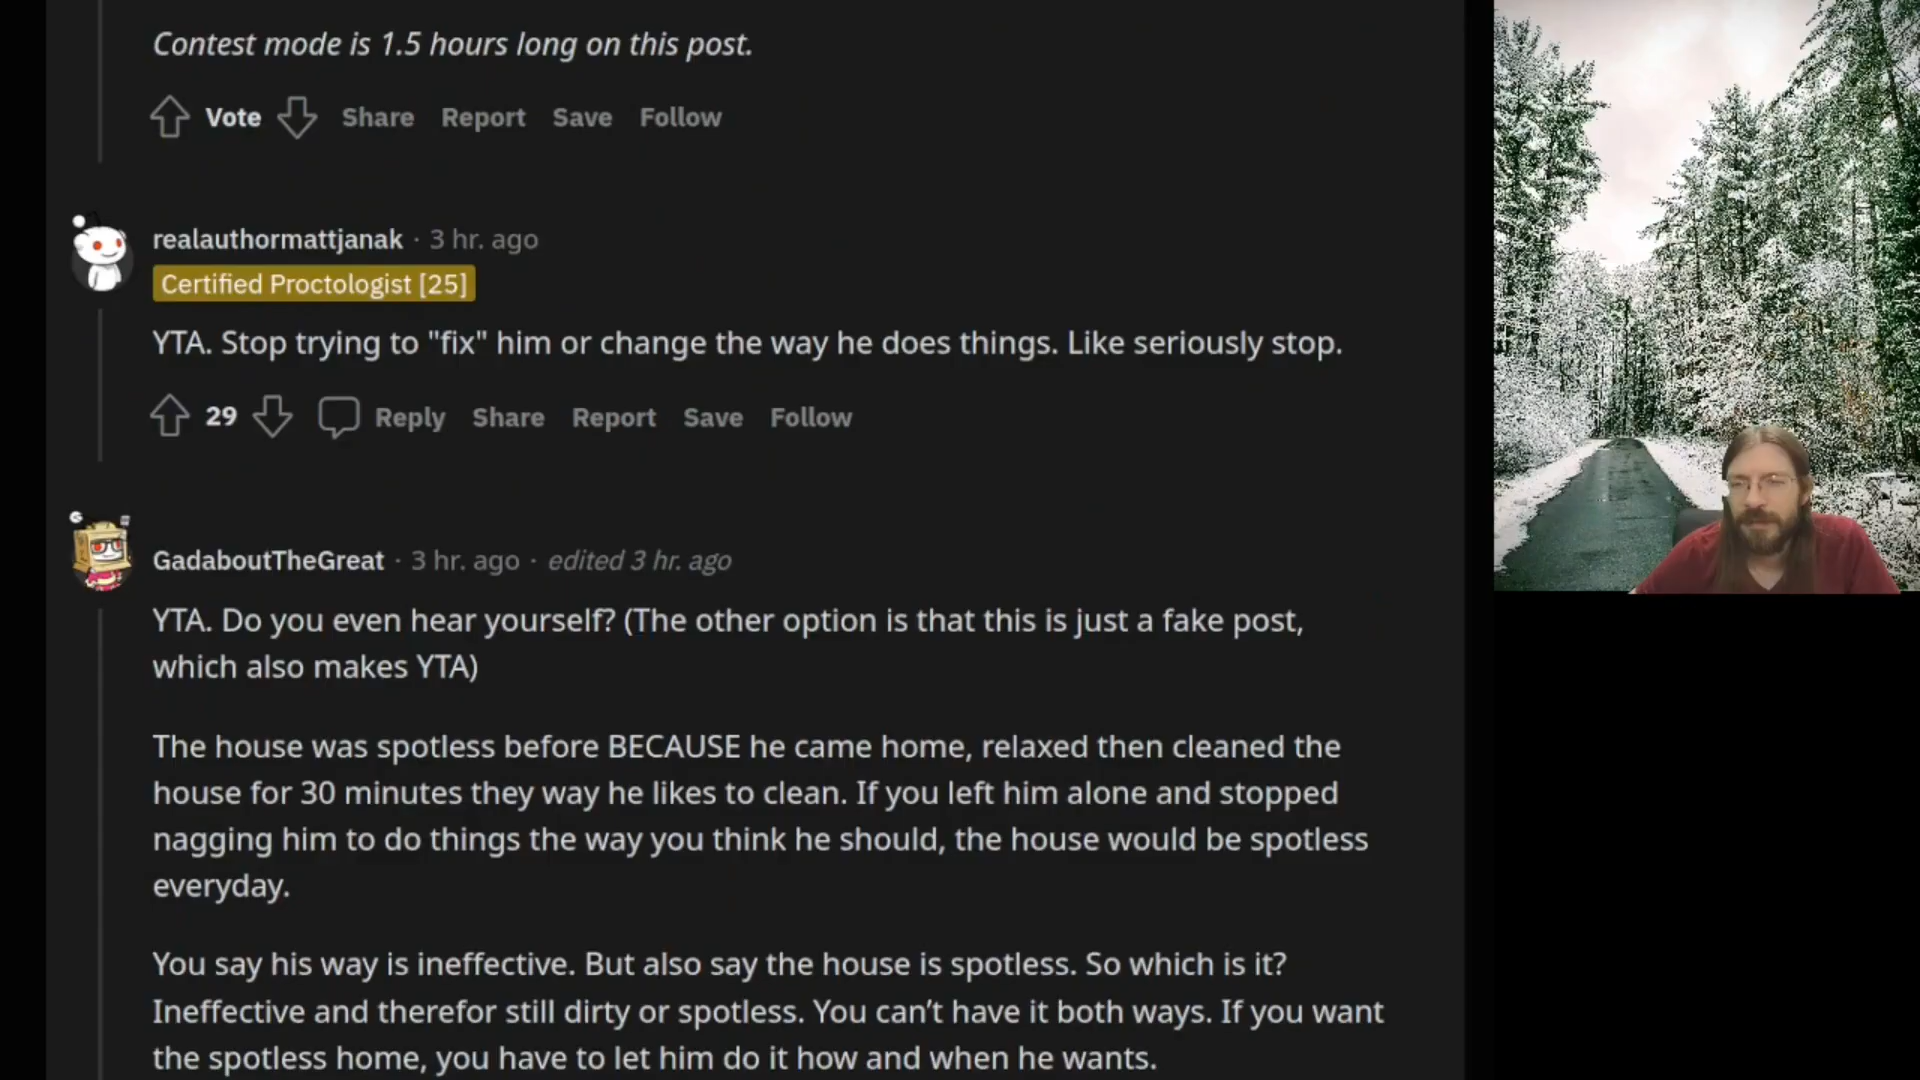 Contest mode is 1.5 hours long on this post.
Vote Share Report Save Follow
realauthormattjanak · 3 hr. ago
Certified Proctologist [25]
YTA. Stop trying to "fix" him or change the way he does things. Like seriously stop.
29 Reply Share Report Save Follow
GadaboutTheGreat · 3 hr. ago · edited 3 hr. ago
YTA. Do you even hear yourself? (The other option is that this is just a fake post,
which also makes YTA)
The house was spotless before BECAUSE he came home, relaxed then cleaned the
house for 30 minutes they way he likes to clean. If you left him alone and stopped
nagging him to do things the way you think he should, the house would be spotless
everyday.
You say his way is ineffective. But also say the house is spotless. So which is it?
Ineffective and therefor still dirty or spotless. You can’t have it both ways. If you want
the spotless home, you have to let him do it how and when he wants.